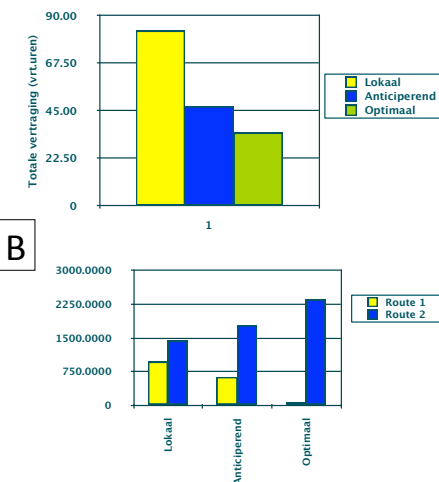 90.00
67.50
45.00
22.50
0
Totale vertraging (vrt.uren)
1
Lokaal
Anticiperend
Optimaal
B
3000.0000
2250.0000
1500.0000
750.0000
0
Lokaal
Anticiperend
Optimaal
Route 1
Route 2